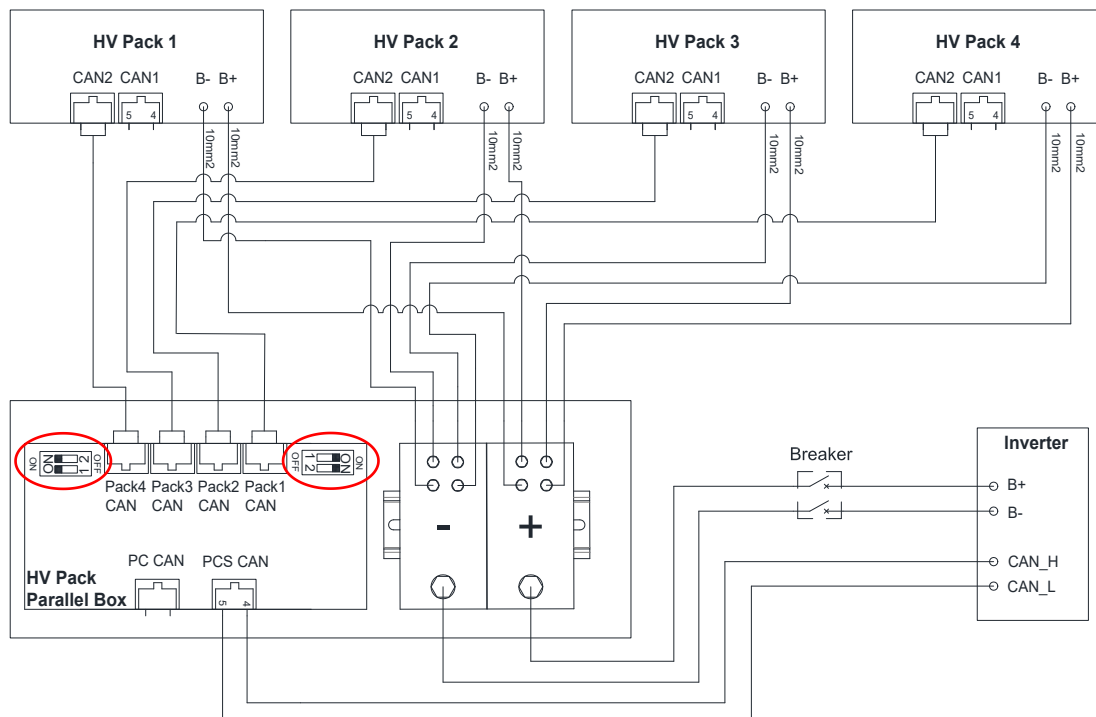 HV Pack 1
HV Pack 2
HV Pack 3
HV Pack 4
CAN2 CAN1 B- B+
CAN2 CAN1 B- B+
CAN2 CAN1 B- B+
CAN2 CAN1 B- B+
5 4
5 4
5 4
5 4
10mm2 10mm2
10mm2 10mm2
10mm2 10mm2
10mm2 10mm2
ON
ON
1 2
OFF
OFF
1 2
ON
ON
Pack4 CAN
Pack3 CAN
Pack2 CAN
Pack1 CAN
- +
PC CAN
PCS CAN
5 4
HV Pack
Parallel Box
Breaker
Inverter
B+
B-
CAN_H
CAN_L